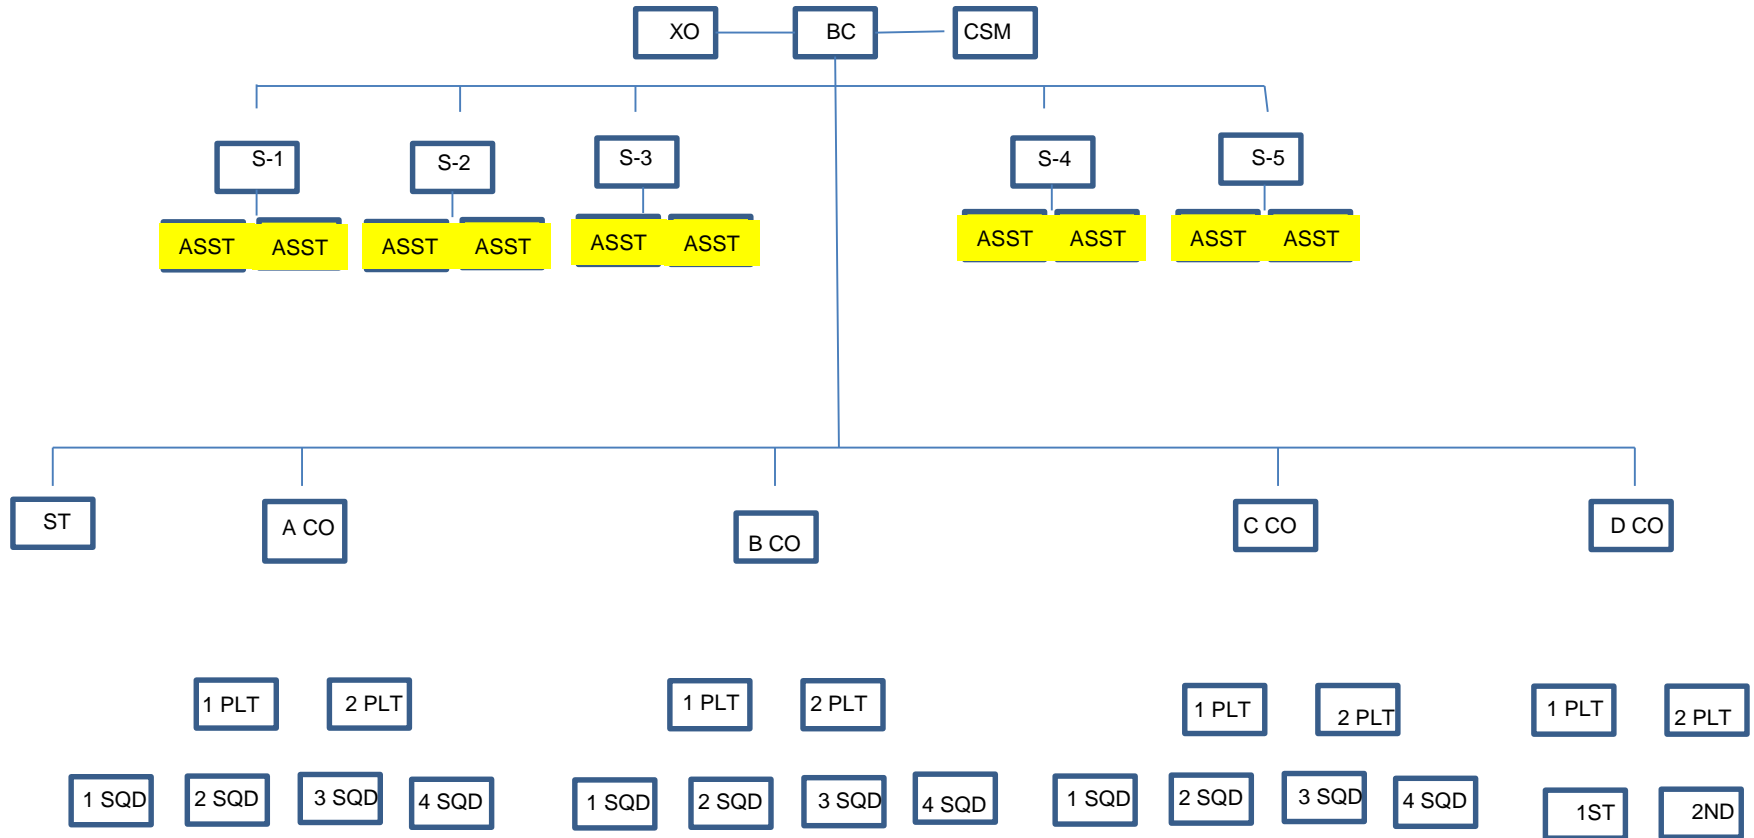 XO BC CSM
S-1 S-2 S-3 S-4 S-5
ASST ASST ASST ASST ASST ASST ASST ASST ASST ASST
ST A CO B CO C CO D CO
1 PLT 2 PLT 1 PLT 2 PLT 1 PLT 2 PLT 1 PLT 2 PLT
1 SQD 2 SQD 3 SQD 4 SQD 1 SQD 2 SQD 3 SQD 4 SQD 1 SQD 2 SQD 3 SQD 4 SQD 1ST 2ND